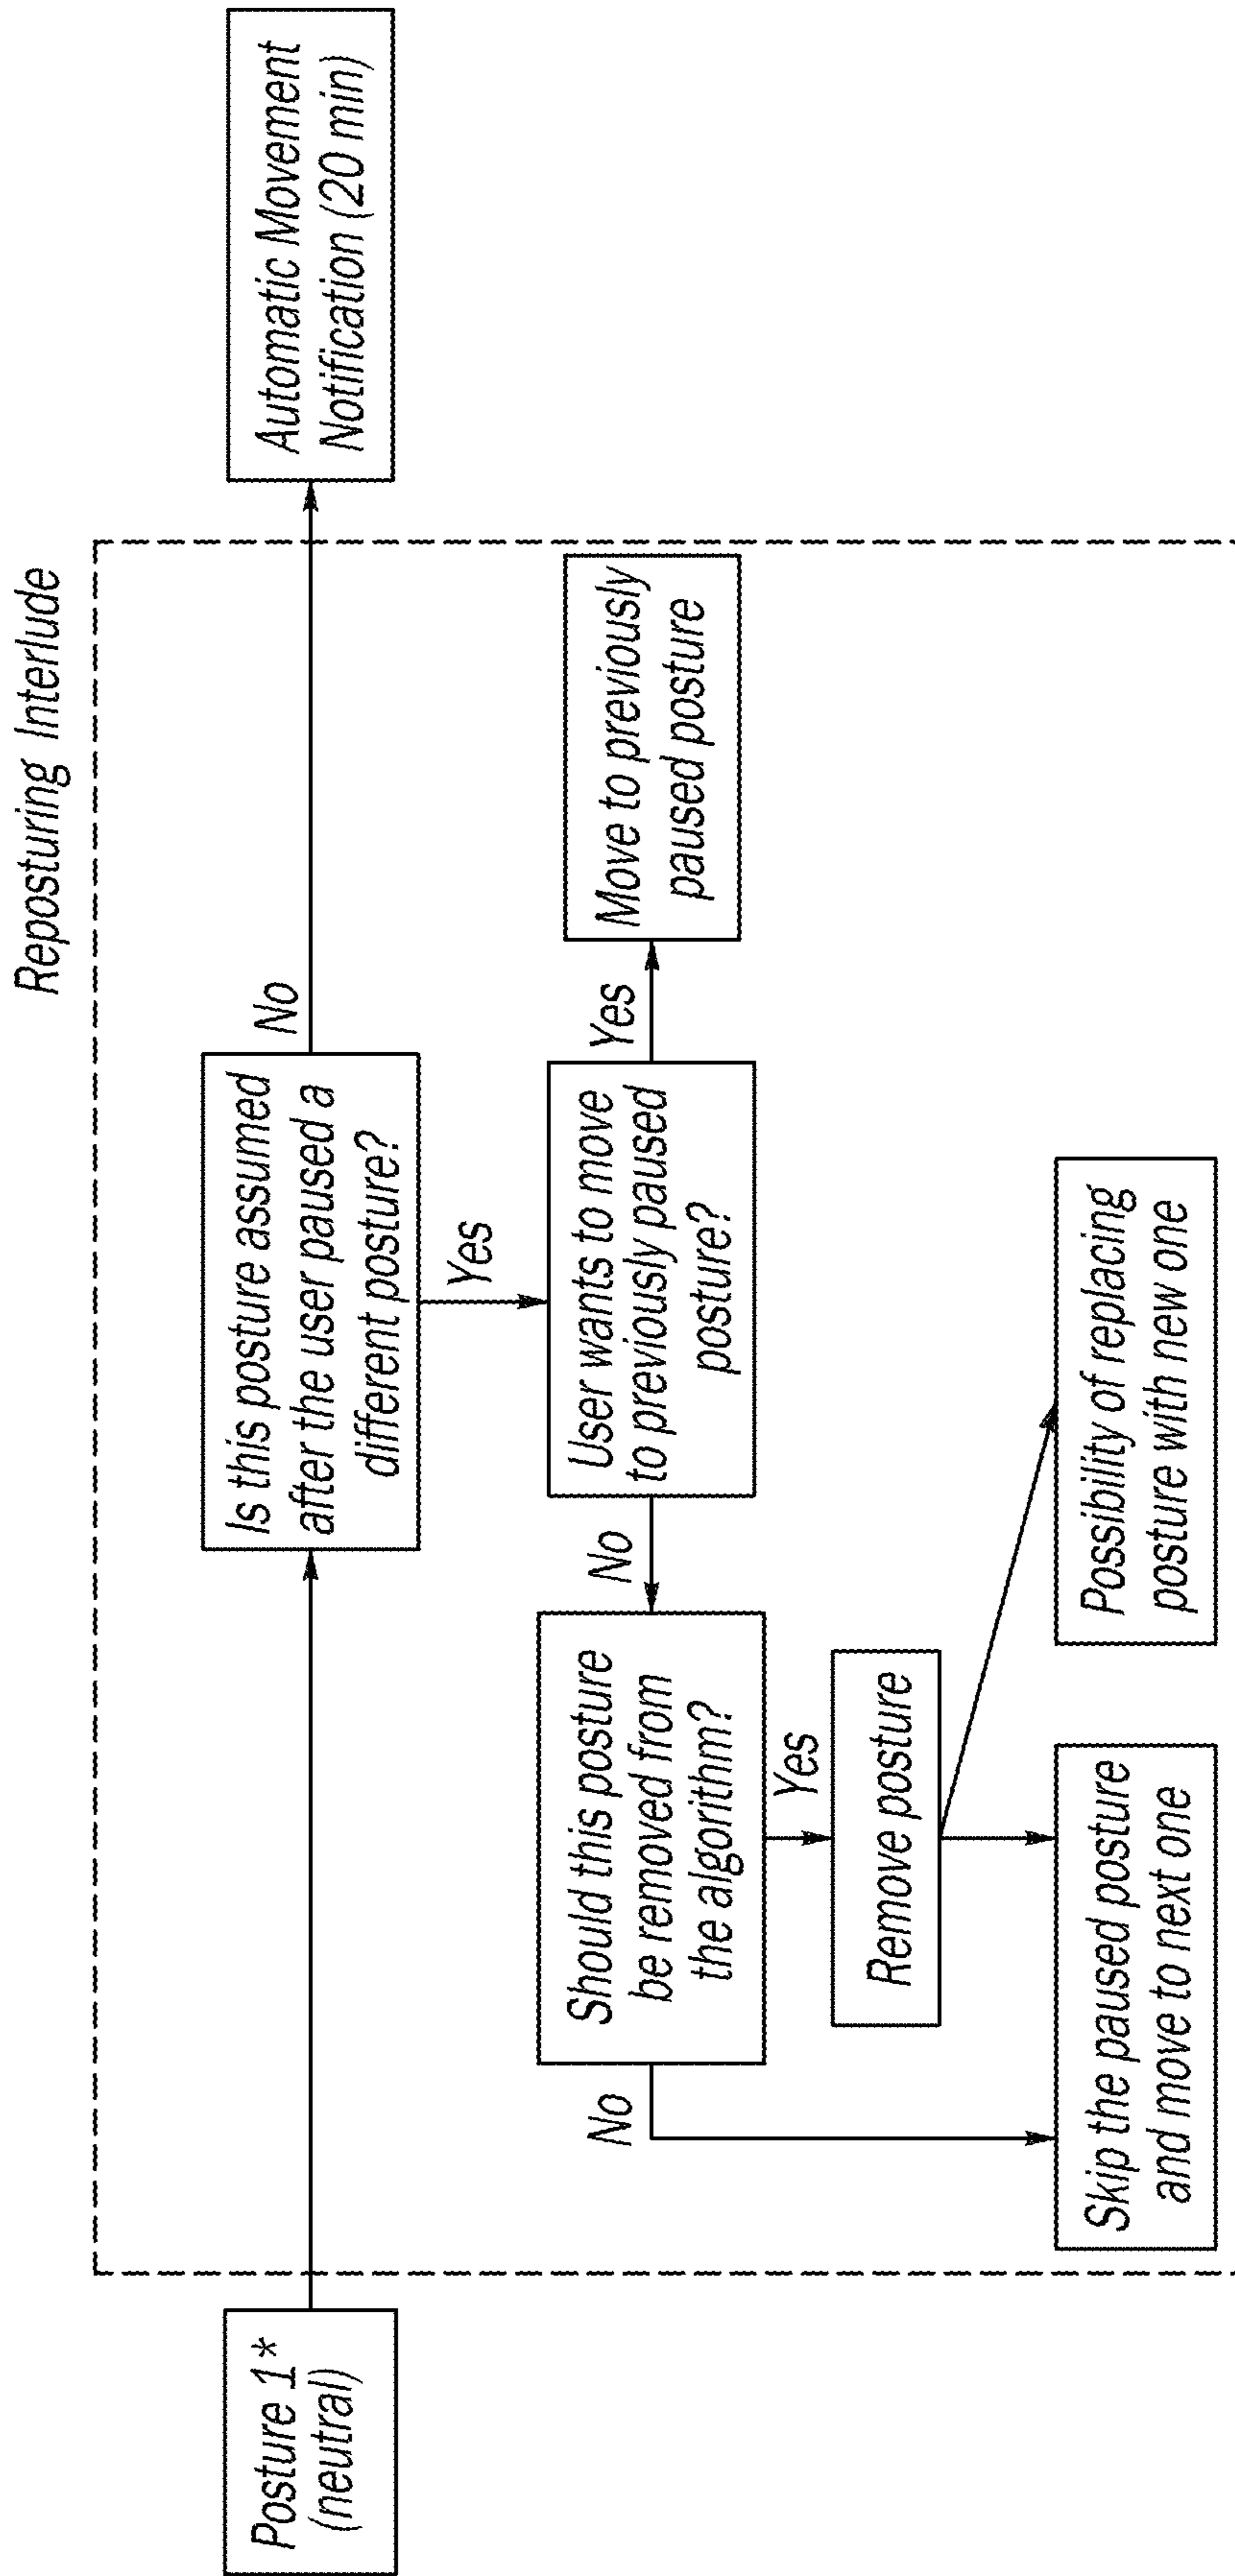 Reposturing Interlude
Posture 1*
(neutral)
Is this posture assumed
after the user paused a
different posture?
No
Automatic Movement
Notification (20 min)
Yes
User wants to move
to previously paused
posture?
Yes
Move to previously
paused posture
No
Should this posture
be removed from
the algorithm?
No
Yes
Remove posture
Skip the paused posture
and move to next one
Possibility of replacing
posture with new one